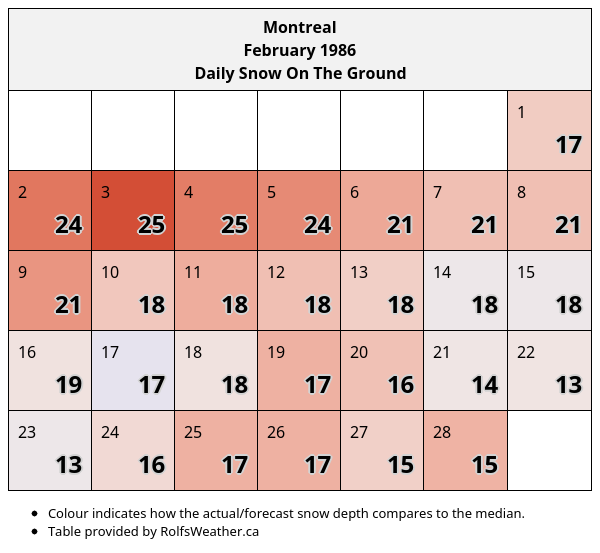 Montreal
February 1986
Daily Snow On The Ground
1
17
2 3 4 5 6 7 8
24 25 25 24 21 21 21
9 10 11 12 13 14 15
21 18 18 18 18 18 18
16 17 18 19 20 21 22
19 17 18 17 16 14 13
23 24 25 26 27 28
13 16 17 17 15 15
• Colour indicates how the actual/forecast snow depth compares to the median.
• Table provided by RolfsWeather.ca